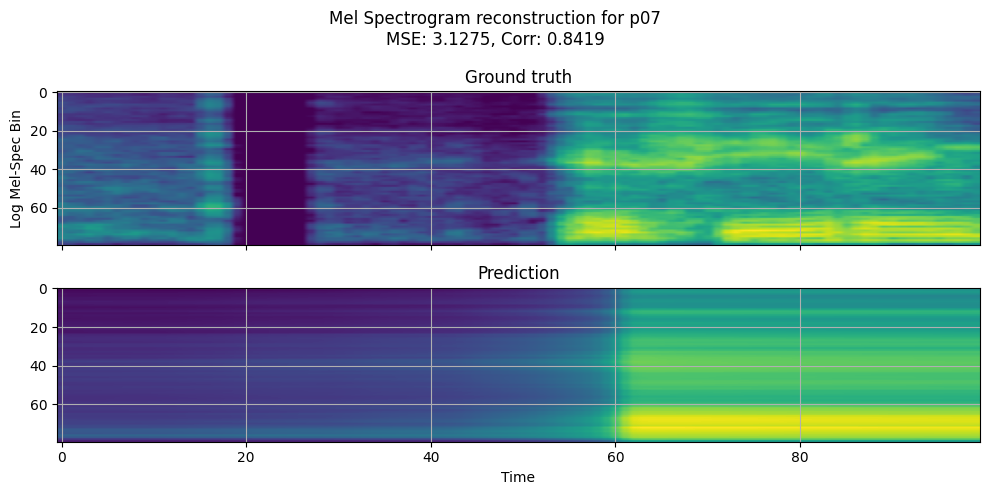 Mel Spectrogram reconstruction for p07
MSE: 3.1275, Corr: 0.8419
Ground truth
0
20
40
60
Log Mel-Spec Bin
Prediction
0
20
40
60
0 20 40 60 80
Time